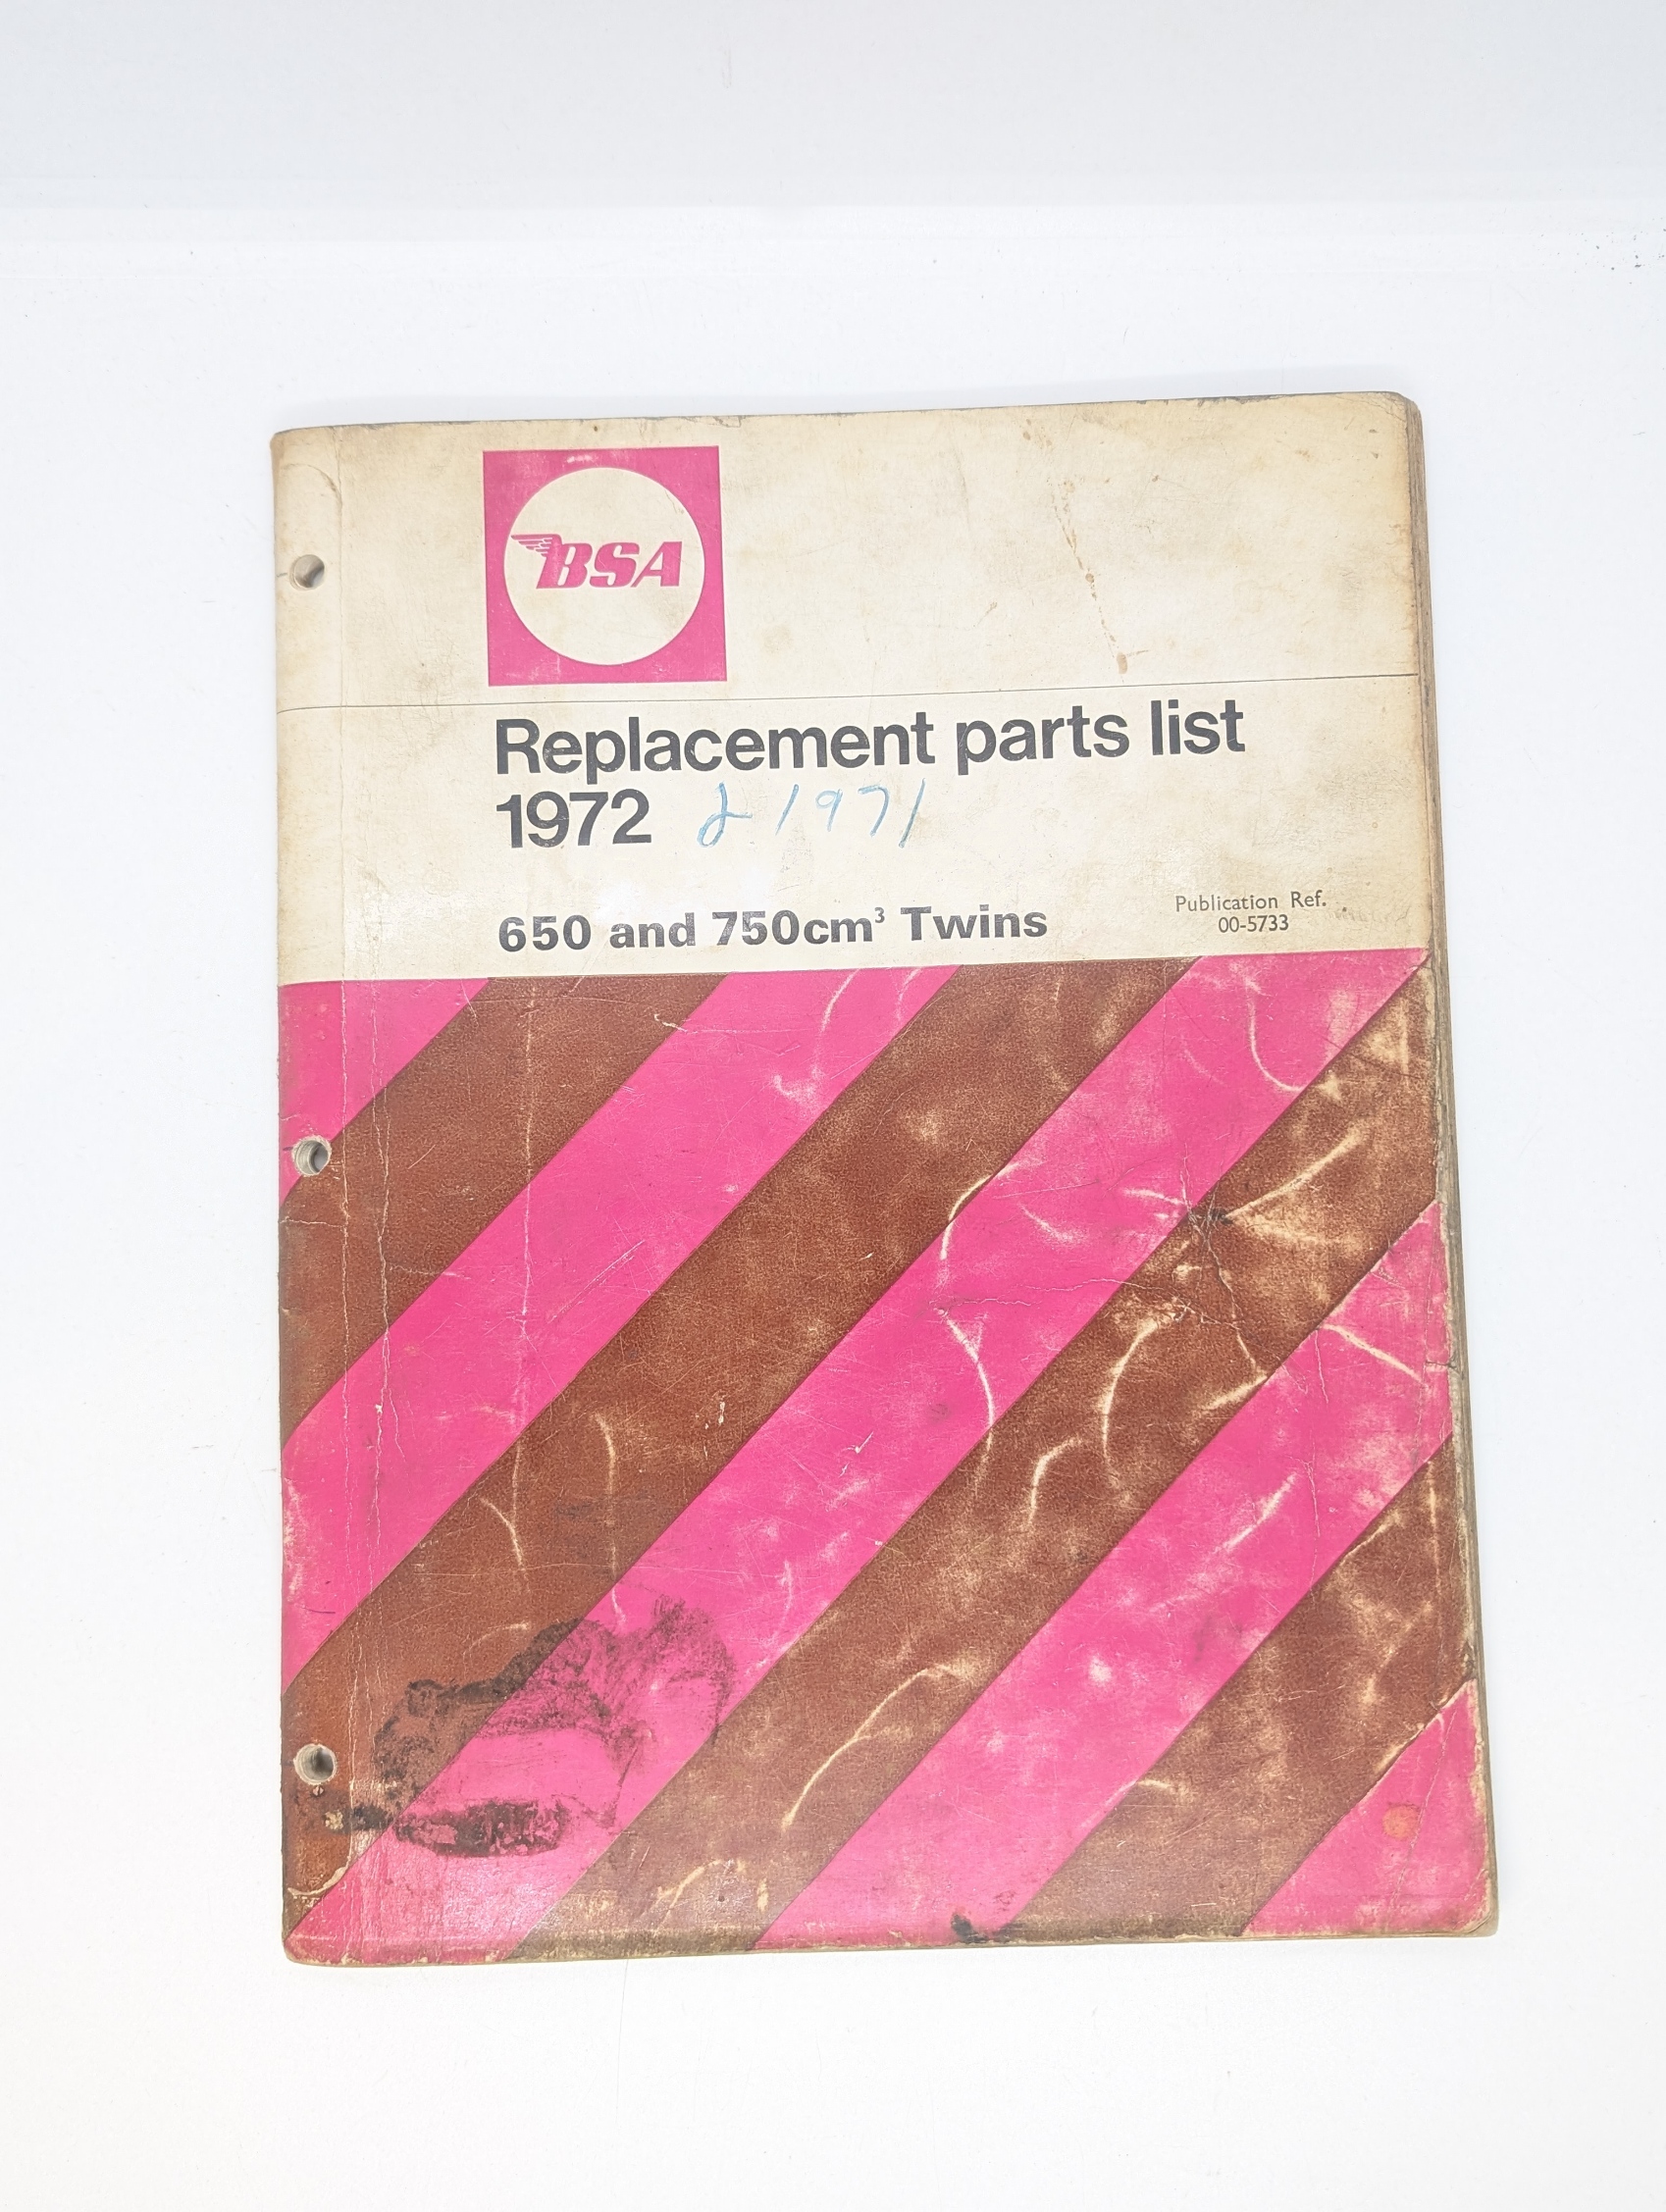 BSA
Replacement parts list
1972 & 1971
650 and 750cm³ Twins
Publication Ref.
00-5733